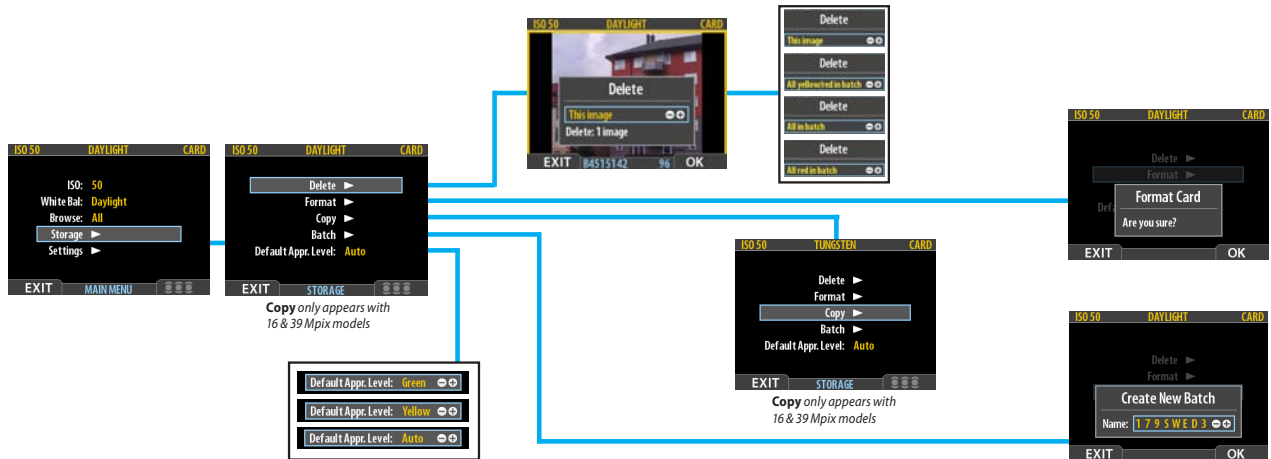 ISO 50 DAYLIGHT CARD
ISO: 50
White Bal: Daylight
Browse: All
Storage ►
Settings ►
EXIT MAIN MENU
ISO 50 DAYLIGHT CARD
Delete ►
Format ►
Copy ►
Batch ►
Default Appr. Level: Auto
EXIT STORAGE
Copy only appears with
16 & 39 Mpix models
Default Appr. Level: Green
Default Appr. Level: Yellow
Default Appr. Level: Auto
ISO 50 DAYLIGHT CARD
Delete
This image
Delete: 1 image
EXIT B4515142 96 OK
Delete
This image
Delete
All yellow/red in batch
Delete
All in batch
Delete
All red in batch
ISO 50 TUNGSTEN CARD
Delete ►
Format ►
Copy ►
Batch ►
Default Appr. Level: Auto
EXIT STORAGE
Copy only appears with
16 & 39 Mpix models
ISO 50 DAYLIGHT CARD
Delete ►
Format ►
Defa
Format Card
Are you sure?
EXIT OK
ISO 50 DAYLIGHT CARD
Delete ►
Format ►
Create New Batch
Name: 1 7 9 S W E D 3
EXIT OK